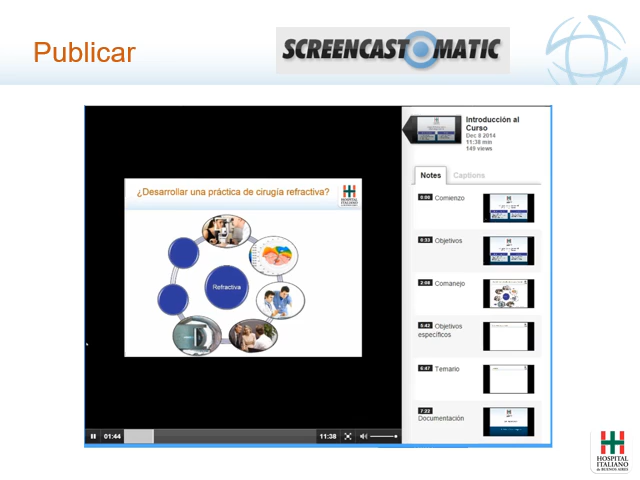 Publicar
SCREENCAST-O-MATIC
¿Desarrollar una práctica de cirugía refractiva?
HOSPITAL
ITALIANO
Refractiva
01:44
11:38
Introducción al
Curso
Dec 8 2014
11:38 min
149 views
Notes Captions
0:00 Comienzo
0:33 Objetivos
2:08 Comanejo
5:42 Objetivos
específicos
6:47 Temario
7:22
Documentación
HOSPITAL
ITALIANO
de BUENOS AIRES